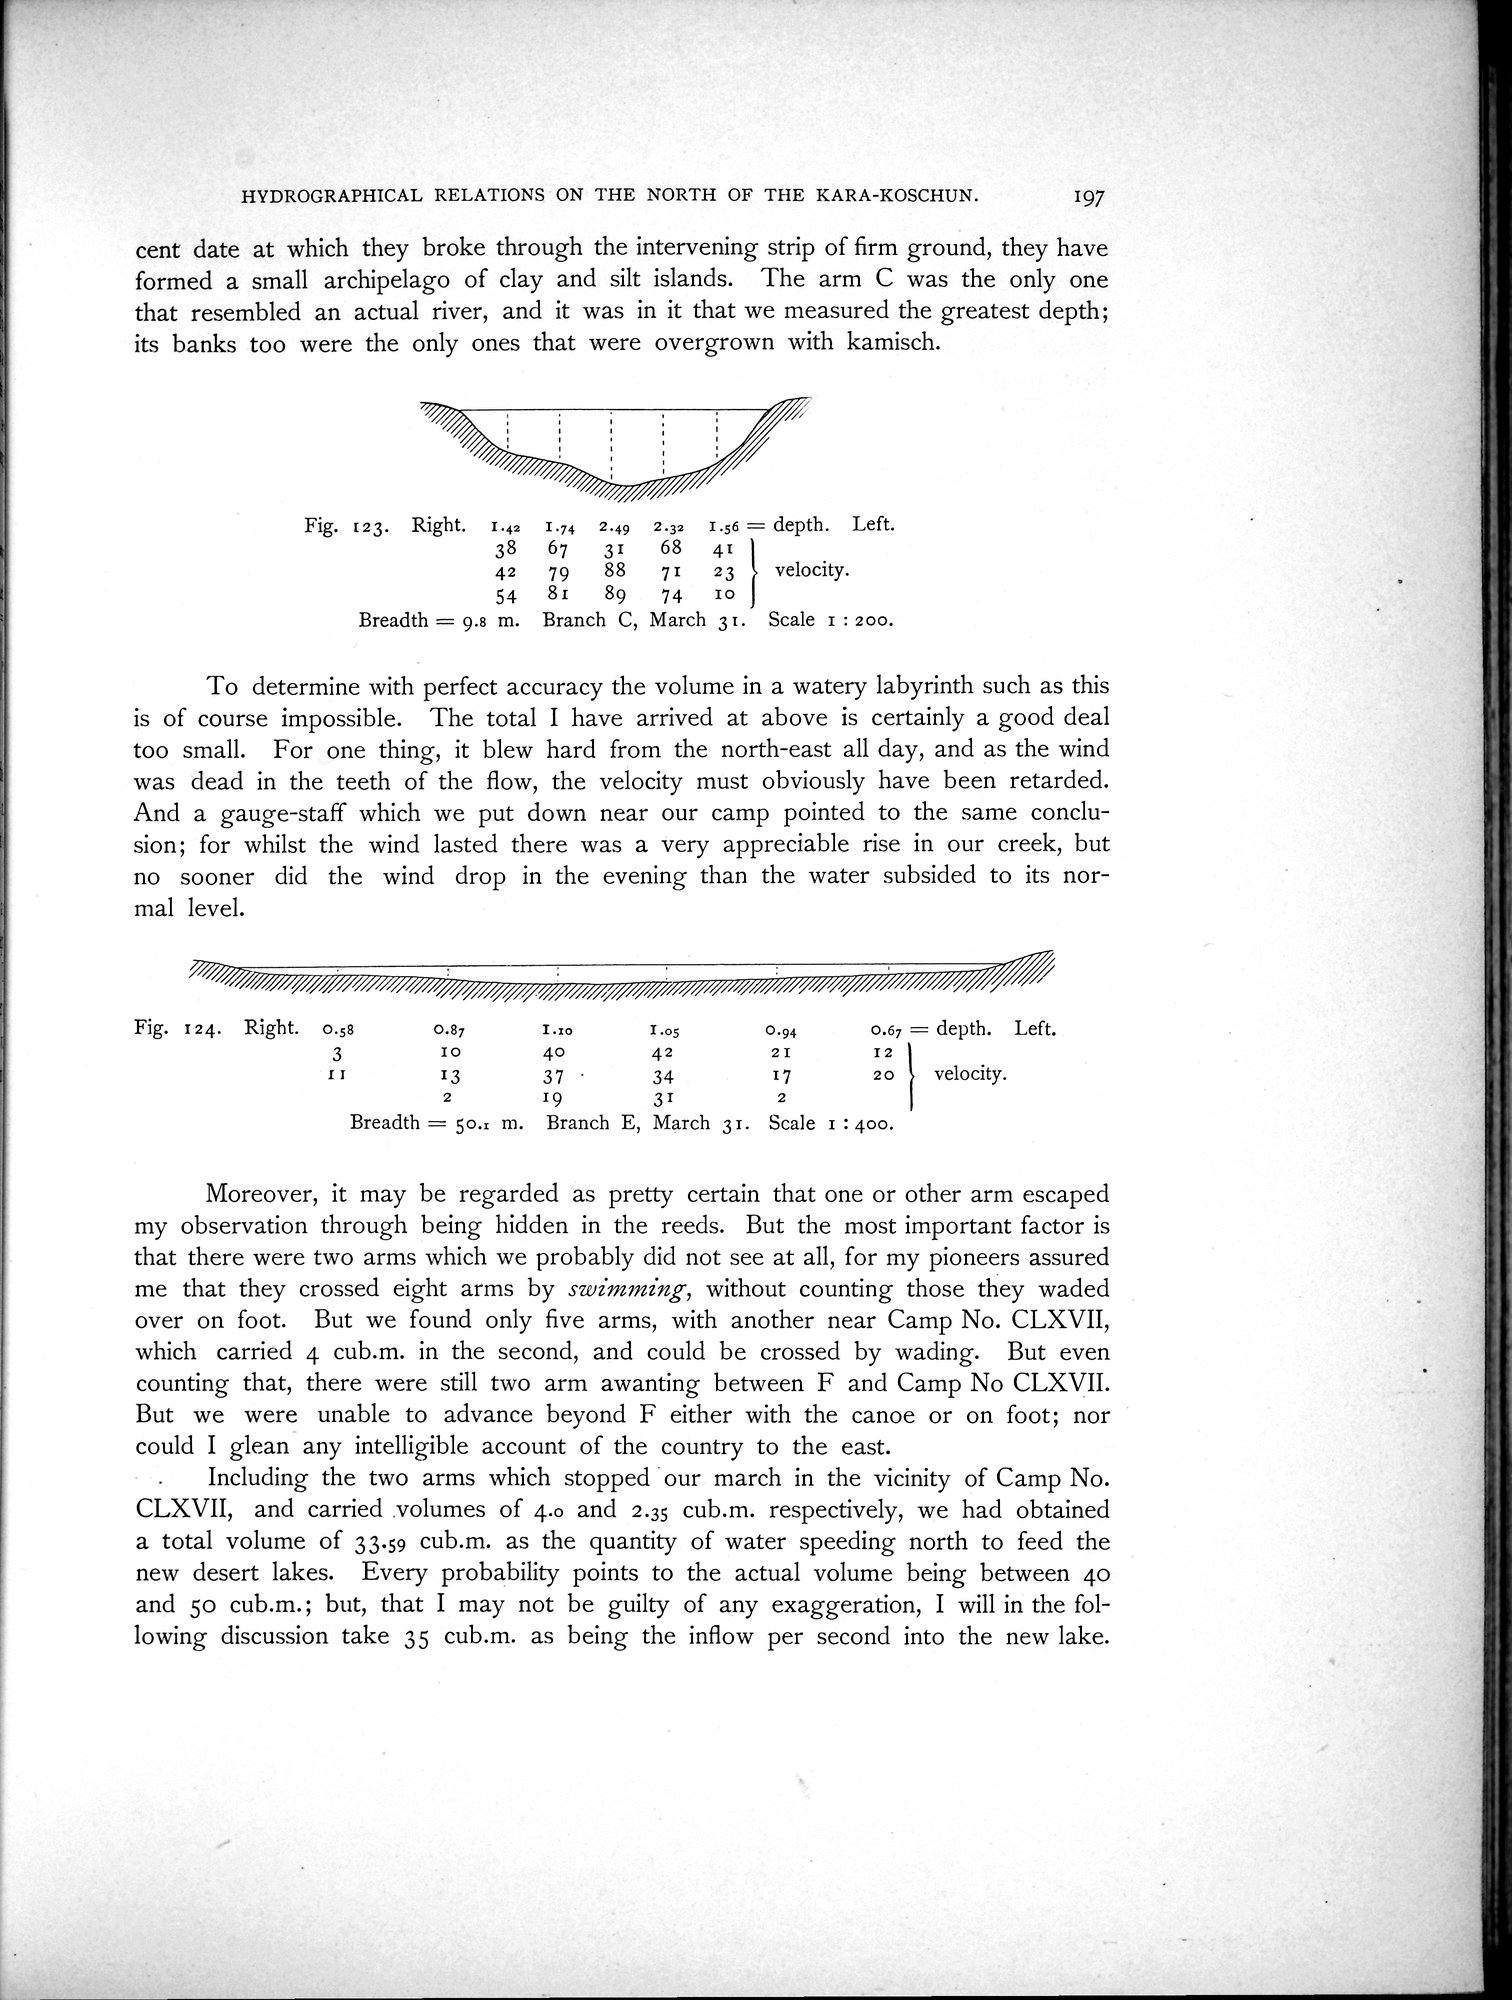 HYDROGRAPHICAL RELATIONS ON THE NORTH OF THE KARA-KOSCHUN. 197
cent date at which they broke through the intervening strip of firm ground, they have
formed a small archipelago of clay and silt islands. The arm C was the only one
that resembled an actual river, and it was in it that we measured the greatest depth;
its banks too were the only ones that were overgrown with kamisch.
Fig. 123. Right. 1.42 1.74 2.49 2.32 1.56 = depth. Left.
38 67 31 68 41
42 79 88 71 23 } velocity.
54 81 89 74 10
Breadth = 9.8 m. Branch C, March 31. Scale 1 : 200.
To determine with perfect accuracy the volume in a watery labyrinth such as this
is of course impossible. The total I have arrived at above is certainly a good deal
too small. For one thing, it blew hard from the north-east all day, and as the wind
was dead in the teeth of the flow, the velocity must obviously have been retarded.
And a gauge-staff which we put down near our camp pointed to the same conclu-
sion; for whilst the wind lasted there was a very appreciable rise in our creek, but
no sooner did the wind drop in the evening than the water subsided to its nor-
mal level.
Fig. 124. Right. 0.58 0.87 1.10 1.05 0.94 0.67 = depth. Left.
3 10 40 42 21 12
11 13 37 34 17 20 } velocity.
2 19 31 2
Breadth = 50.1 m. Branch E, March 31. Scale 1 : 400.
Moreover, it may be regarded as pretty certain that one or other arm escaped
my observation through being hidden in the reeds. But the most important factor is
that there were two arms which we probably did not see at all, for my pioneers assured
me that they crossed eight arms by swimming, without counting those they waded
over on foot. But we found only five arms, with another near Camp No. CLXVII,
which carried 4 cub.m. in the second, and could be crossed by wading. But even
counting that, there were still two arm awanting between F and Camp No CLXVII.
But we were unable to advance beyond F either with the canoe or on foot; nor
could I glean any intelligible account of the country to the east.
Including the two arms which stopped our march in the vicinity of Camp No.
CLXVII, and carried volumes of 4.0 and 2.35 cub.m. respectively, we had obtained
a total volume of 33.59 cub.m. as the quantity of water speeding north to feed the
new desert lakes. Every probability points to the actual volume being between 40
and 50 cub.m.; but, that I may not be guilty of any exaggeration, I will in the fol-
lowing discussion take 35 cub.m. as being the inflow per second into the new lake.